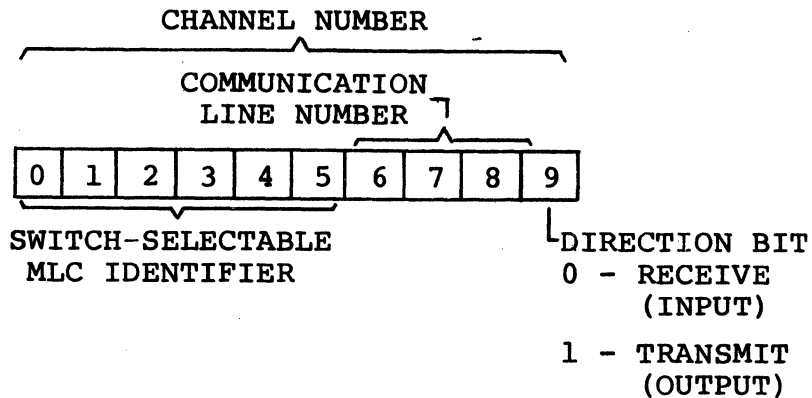 CHANNEL NUMBER
COMMUNICATION
LINE NUMBER
0 1 2 3 4 5 6 7 8 9
SWITCH-SELECTABLE
MLC IDENTIFIER
DIRECTION BIT
0 - RECEIVE
(INPUT)
1 - TRANSMIT
(OUTPUT)